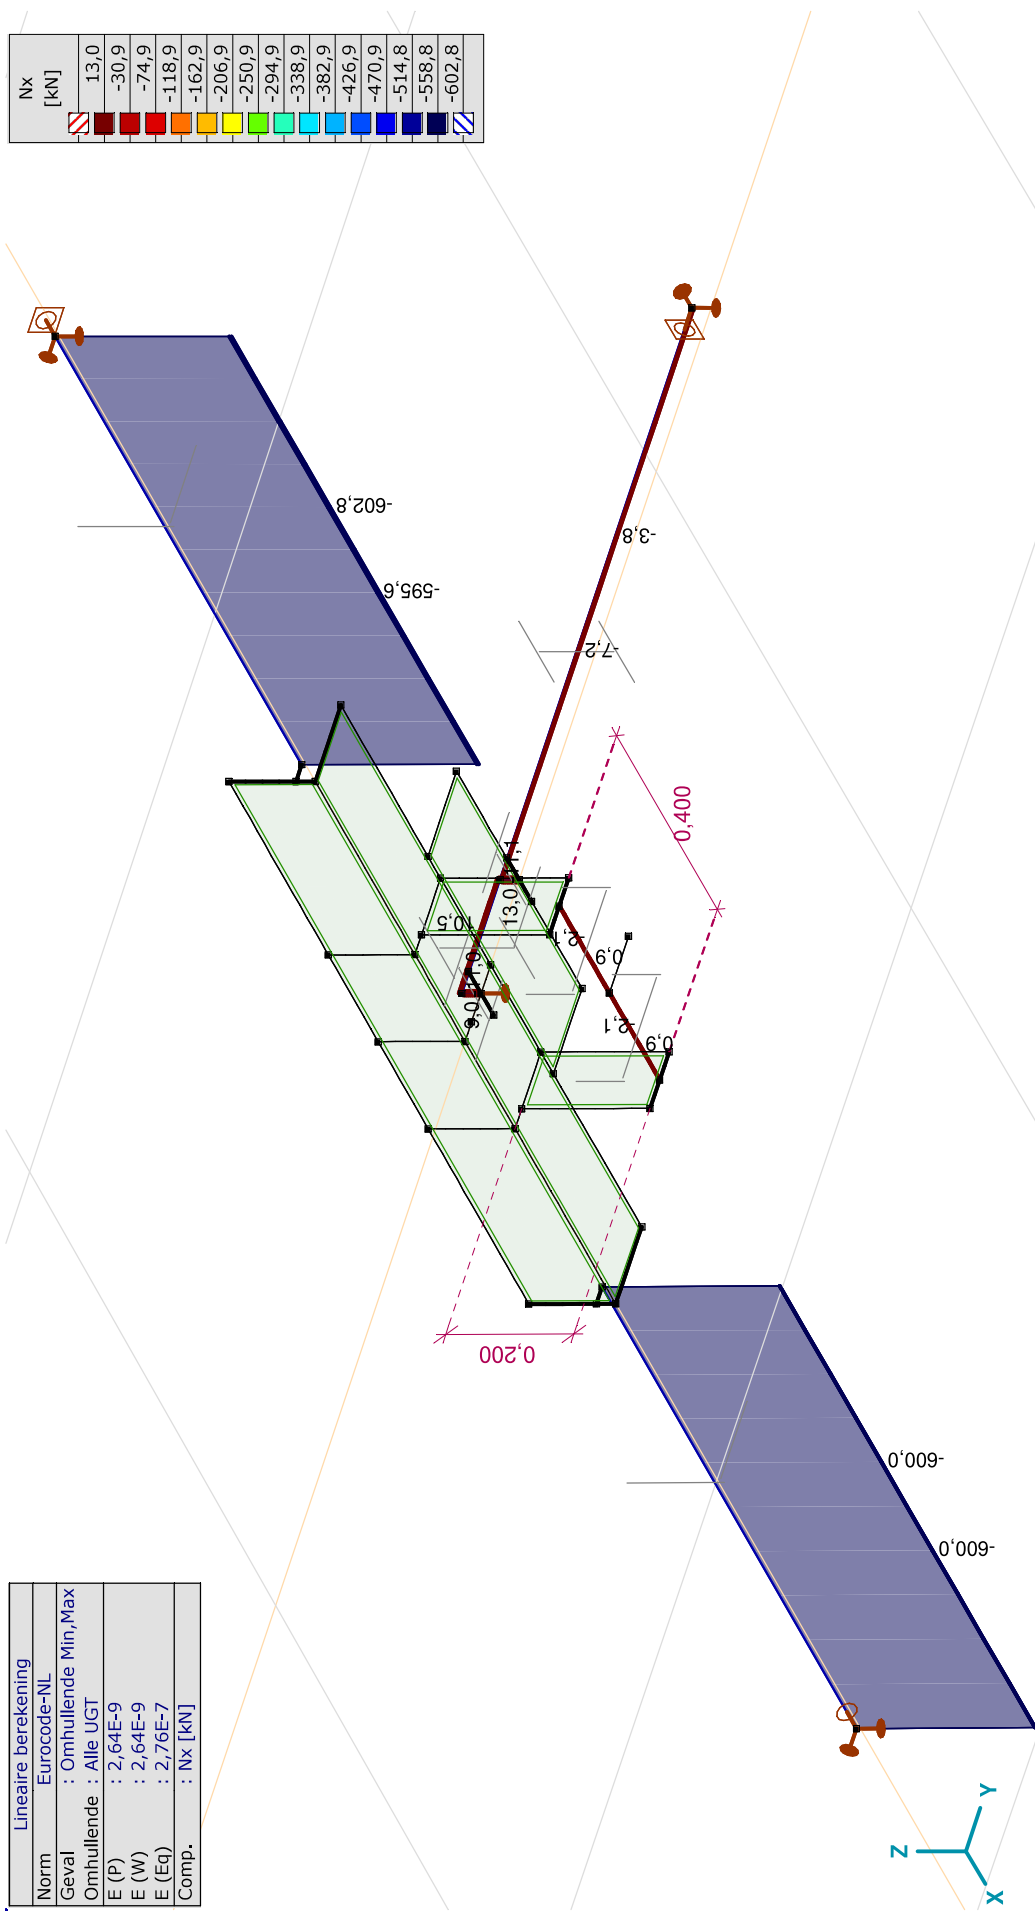 Nx
[kN]
13,0
-30,9
-74,9
-118,9
-162,9
-206,9
-250,9
-294,9
-338,9
-382,9
-426,9
-470,9
-514,8
-558,8
-602,8
-602,8
-595,6
-3,8
-7,2
0,400
13,0
10,5
-2,1
0,9
-2,1
0,9
0,200
-600,0
-600,0
Lineaire berekening
Norm Eurocode-NL
Geval : Omhullende Min,Max
Omhullende : Alle UGT
E (P) : 2,64E-9
E (W) : 2,64E-9
E (Eq) : 2,76E-7
Comp. : Nx [kN]
Z
Y
X